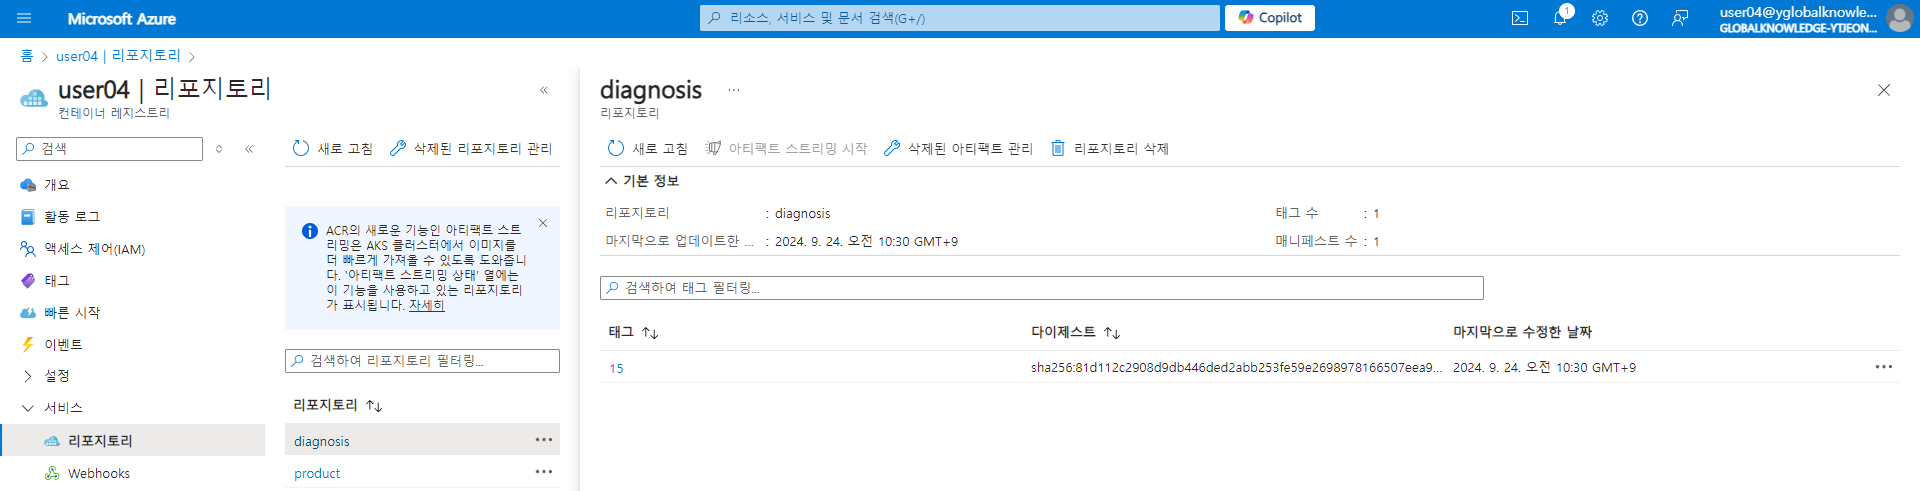 Microsoft Azure
리소스, 서비스 및 문서 검색(G+/)
Copilot
1
user04@yglobalknowle...
GLOBALKNOWLEDGE-YTJEON...
홈 > user04 | 리포지토리 >
user04 | 리포지토리
컨테이너 레지스트리
검색
개요
활동 로그
액세스 제어(IAM)
태그
빠른 시작
이벤트
설정
서비스
리포지토리
Webhooks
새로 고침
삭제된 리포지토리 관리
ACR의 새로운 기능인 아티팩트 스트
리밍은 AKS 클러스터에서 이미지를
더 빠르게 가져올 수 있도록 도와줍니
다. '아티팩트 스트리밍 상태' 열에는
이 기능을 사용하고 있는 리포지토리
가 표시됩니다. 자세히
검색하여 리포지토리 필터링...
리포지토리
diagnosis
product
diagnosis
리포지토리
새로 고침
아티팩트 스트리밍 시작
삭제된 아티팩트 관리
리포지토리 삭제
기본 정보
리포지토리 : diagnosis
태그 수 : 1
마지막으로 업데이트한 ... : 2024. 9. 24. 오전 10:30 GMT+9
매니페스트 수 : 1
검색하여 태그 필터링...
태그
다이제스트
마지막으로 수정한 날짜
15
sha256:81d112c2908d9db446ded2abb253fe59e2698978166507eea9...
2024. 9. 24. 오전 10:30 GMT+9